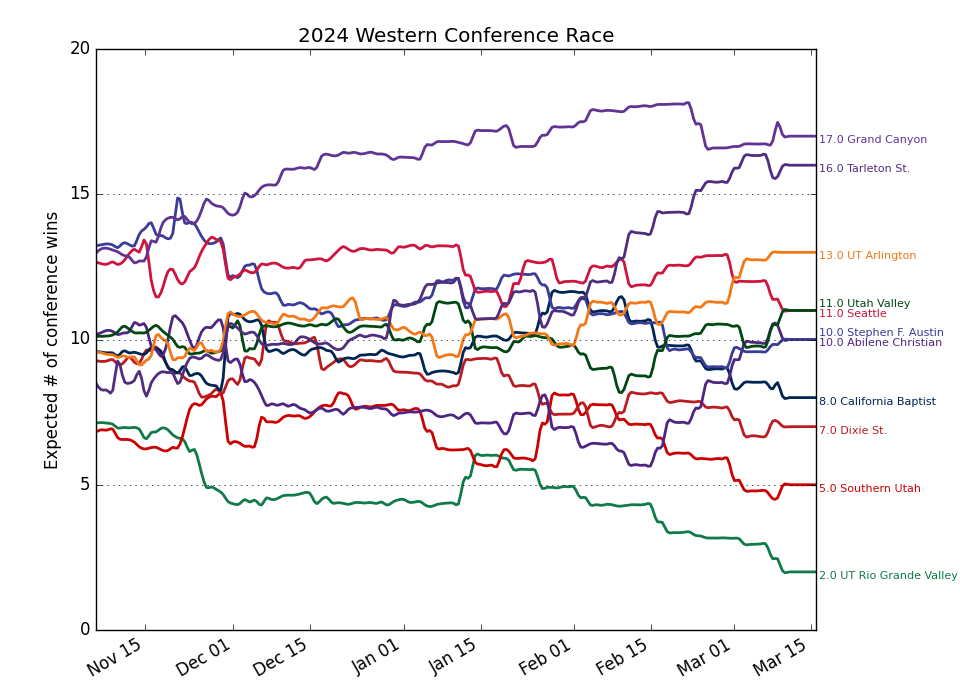 2024 Western Conference Race
Expected # of conference wins
20
15
10
5
0
17.0 Grand Canyon
16.0 Tarleton St.
13.0 UT Arlington
11.0 Utah Valley
11.0 Seattle
10.0 Stephen F. Austin
10.0 Abilene Christian
8.0 California Baptist
7.0 Dixie St.
5.0 Southern Utah
2.0 UT Rio Grande Valley
Nov 15
Dec 01
Dec 15
Jan 01
Jan 15
Feb 01
Feb 15
Mar 01
Mar 15